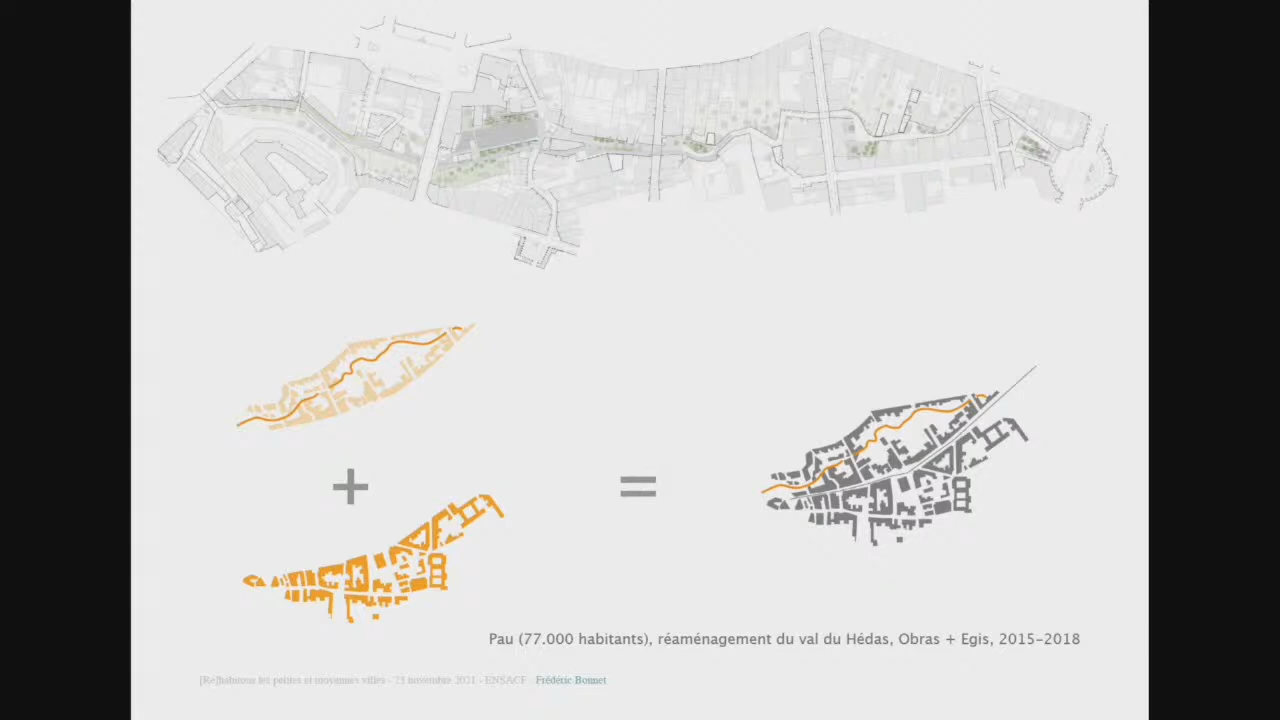 Pau (77.000 habitants), réaménagement du val du Hédas, Obras + Egis, 2015-2018
[Re]habitons les petites et moyennes villes - 23 novembre 2021 - ENSACF - Frédéric Bonnet